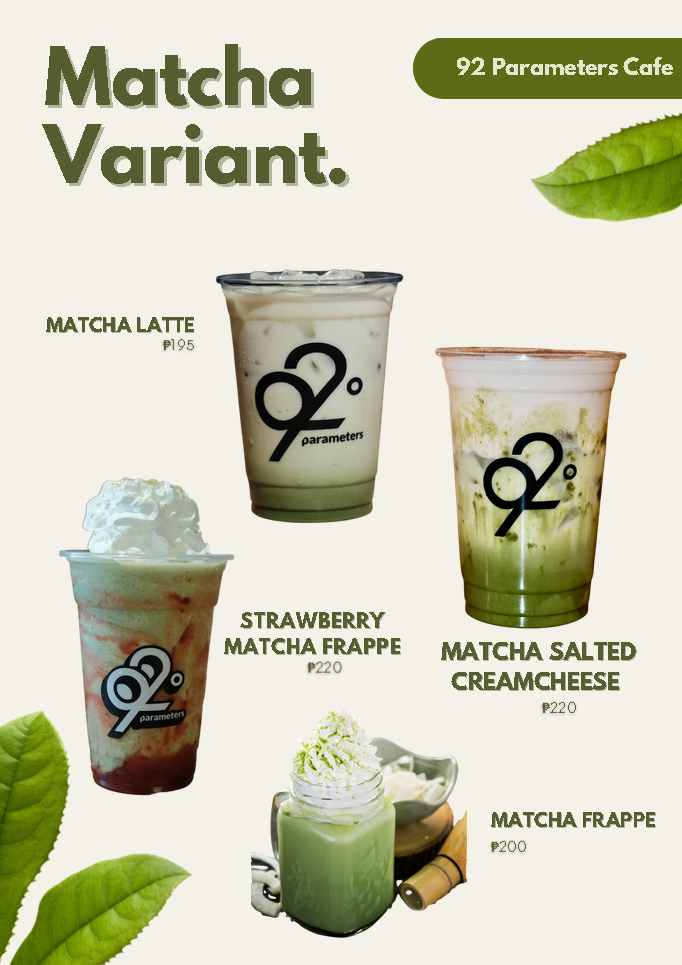 Matcha
Variant.
92 Parameters Cafe
MATCHA LATTE
₱195
92°
parameters
92°
92°
parameters
STRAWBERRY
MATCHA FRAPPE
₱220
MATCHA SALTED
CREAMCHEESE
₱220
MATCHA FRAPPE
₱200